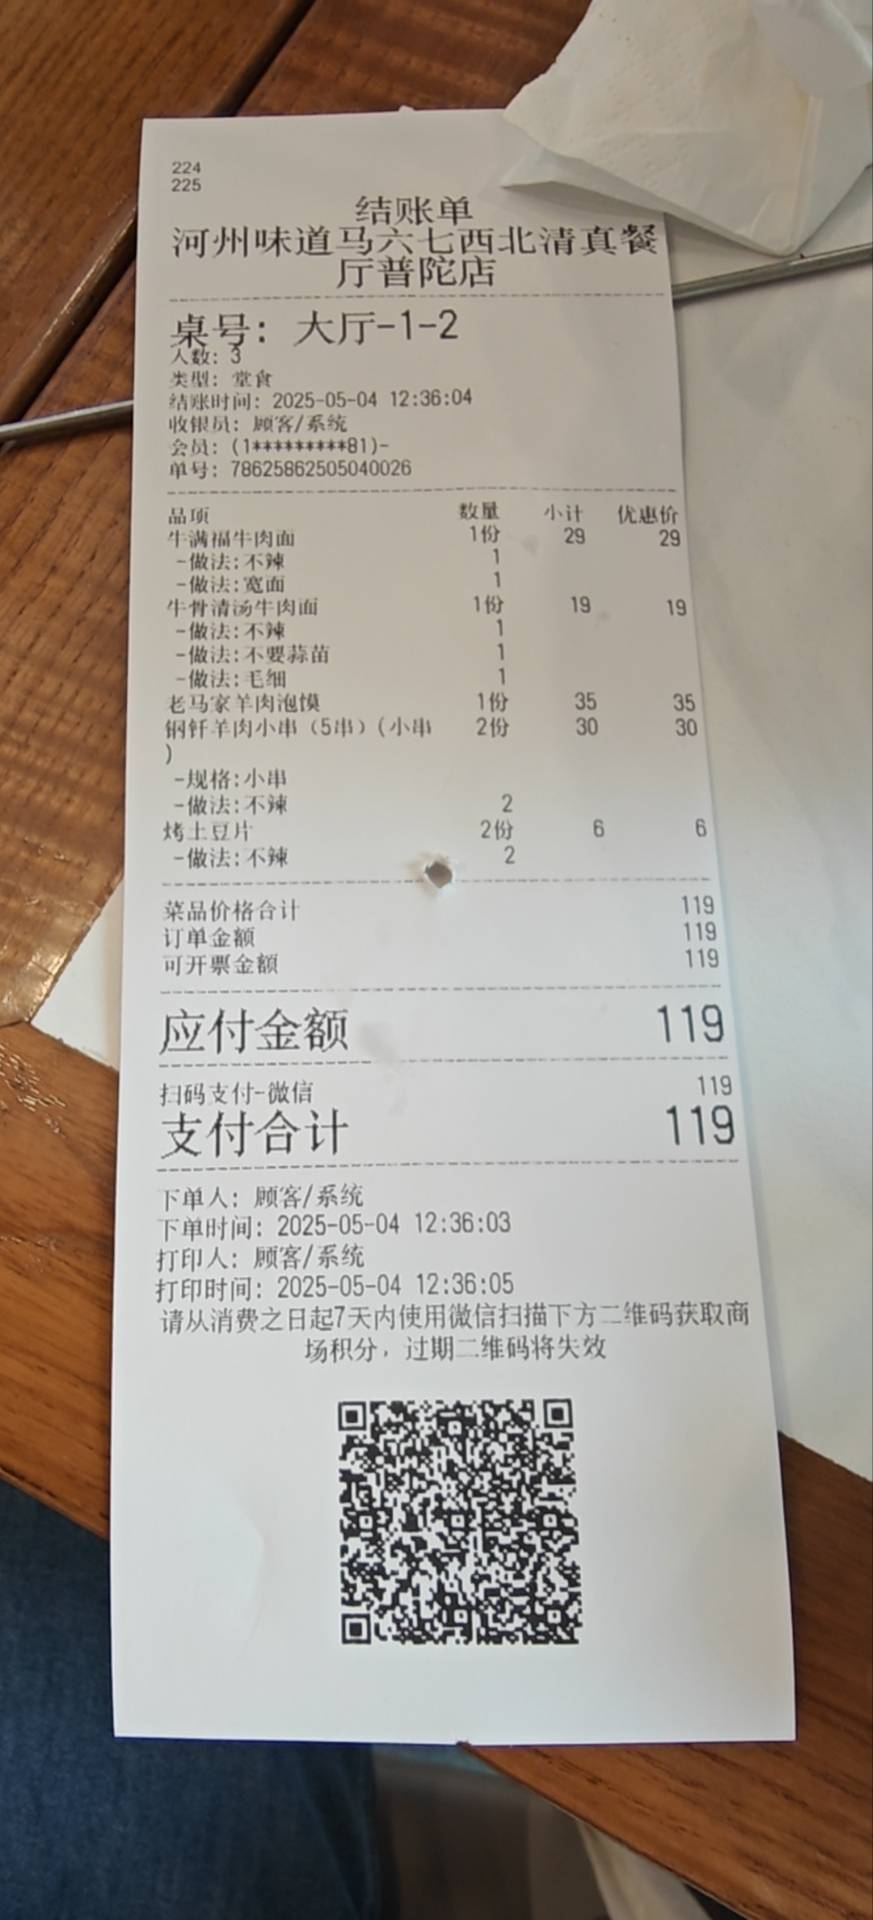 224
225
结账单
河州味道马六七西北清真餐
厅普陀店
桌号: 大厅-1-2
人数: 3
类型: 堂食
结账时间: 2025-05-04 12:36:04
收银员: 顾客/系统
会员: (1*********81)-
单号: 78625862505040026
品项 数量 小计 优惠价
牛满福牛肉面 1份 29 29
-做法:不辣 1
-做法:宽面 1
牛骨清汤牛肉面 1份 19 19
-做法:不辣 1
-做法:不要蒜苗 1
-做法:毛细 1
老马家羊肉泡馍 1份 35 35
钢钎羊肉小串（5串）(小串 2份 30 30
)
-规格:小串
-做法:不辣 2
烤土豆片 2份 6 6
-做法:不辣 2
菜品价格合计 119
订单金额 119
可开票金额 119
应付金额 119
扫码支付-微信 119
支付合计 119
下单人: 顾客/系统
下单时间: 2025-05-04 12:36:03
打印人: 顾客/系统
打印时间: 2025-05-04 12:36:05
请从消费之日起7天内使用微信扫描下方二维码获取商
场积分，过期二维码将失效